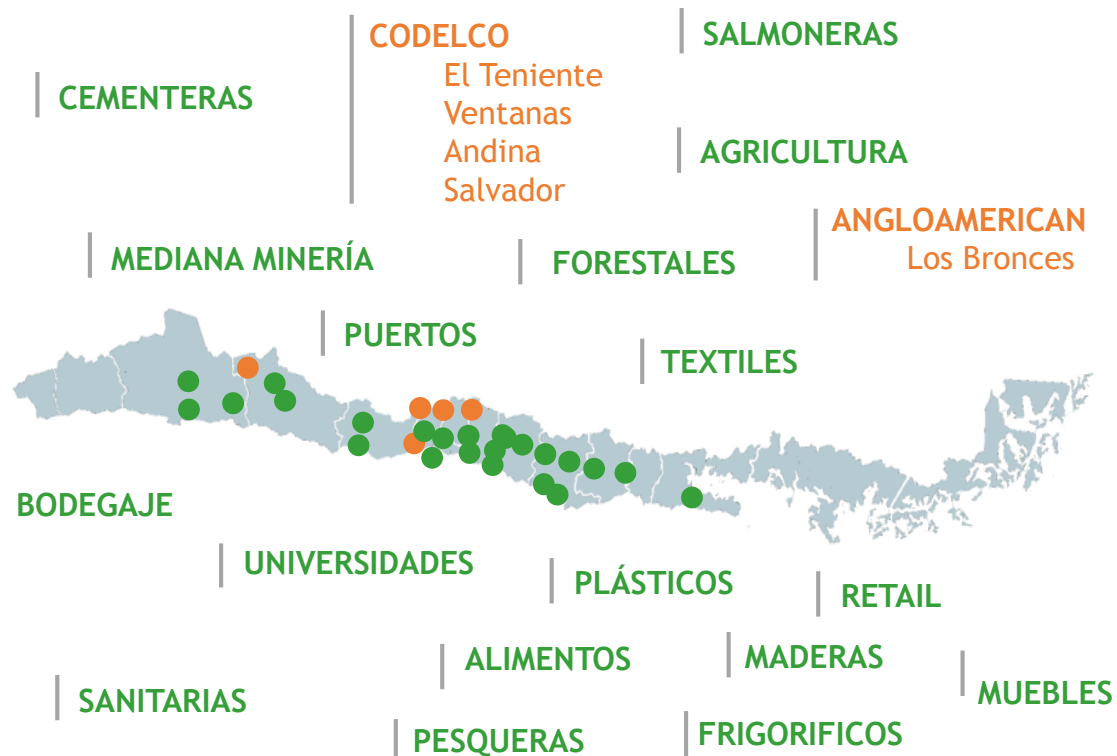 CODELCO
El Teniente
Ventanas
Andina
Salvador
SALMONERAS
CEMENTERAS
AGRICULTURA
ANGLOAMERICAN
Los Bronces
MEDIANA MINERÍA
FORESTALES
PUERTOS
TEXTILES
BODEGAJE
UNIVERSIDADES
PLÁSTICOS
RETAIL
ALIMENTOS
MADERAS
MUEBLES
SANITARIAS
PESQUERAS
FRIGORIFICOS